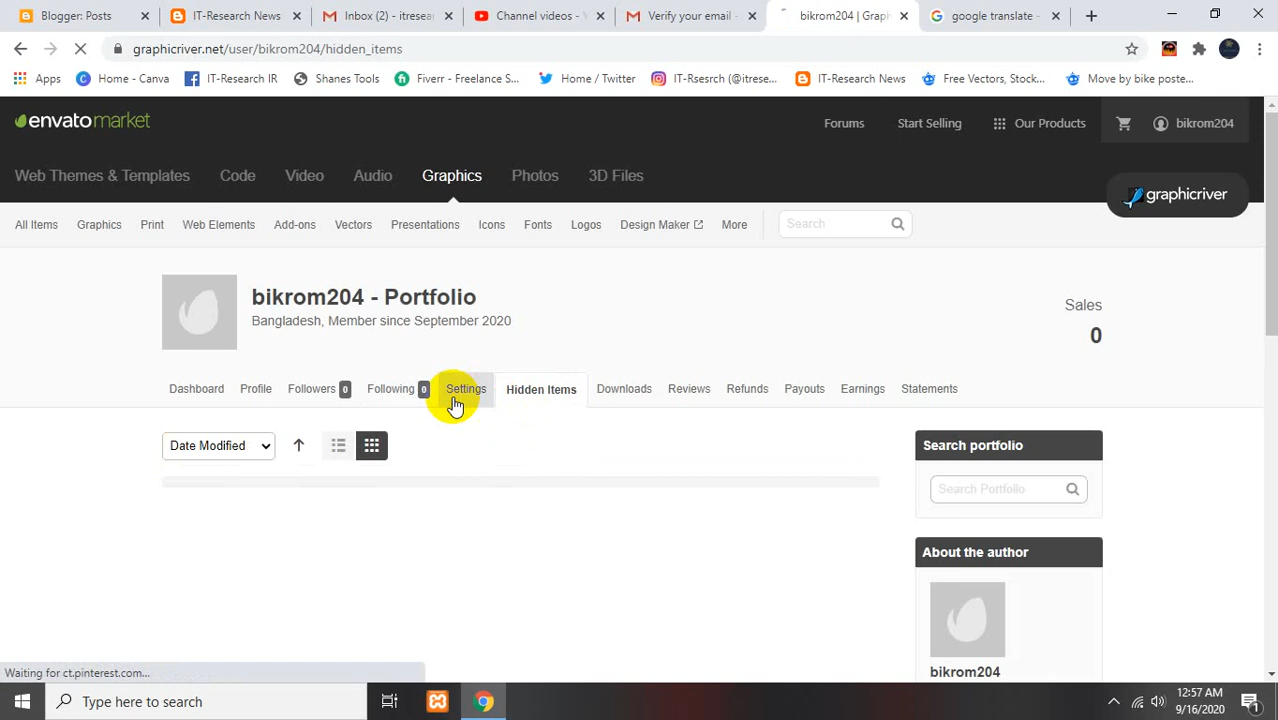 Blogger: Posts
IT-Research News
Inbox (2) - itresear
Channel videos - Y
Verify your email -
bikrom204 | Graph
google translate -
graphicriver.net/user/bikrom204/hidden_items
Apps
Home - Canva
IT-Research IR
Shanes Tools
Fiverr - Freelance S...
Home / Twitter
IT-Rsesrch (@itrese...
IT-Research News
Free Vectors, Stock...
Move by bike poste...
envato market
Forums
Start Selling
Our Products
bikrom204
Web Themes & Templates
Code
Video
Audio
Graphics
Photos
3D Files
graphicriver
All Items
Graphics
Print
Web Elements
Add-ons
Vectors
Presentations
Icons
Fonts
Logos
Design Maker
More
Search
bikrom204 - Portfolio
Bangladesh, Member since September 2020
Sales
0
Dashboard
Profile
Followers 0
Following 0
Settings
Hidden Items
Downloads
Reviews
Refunds
Payouts
Earnings
Statements
Date Modified
Search portfolio
Search Portfolio
About the author
bikrom204
Waiting for ct.pinterest.com...
Type here to search
12:57 AM
9/16/2020
1